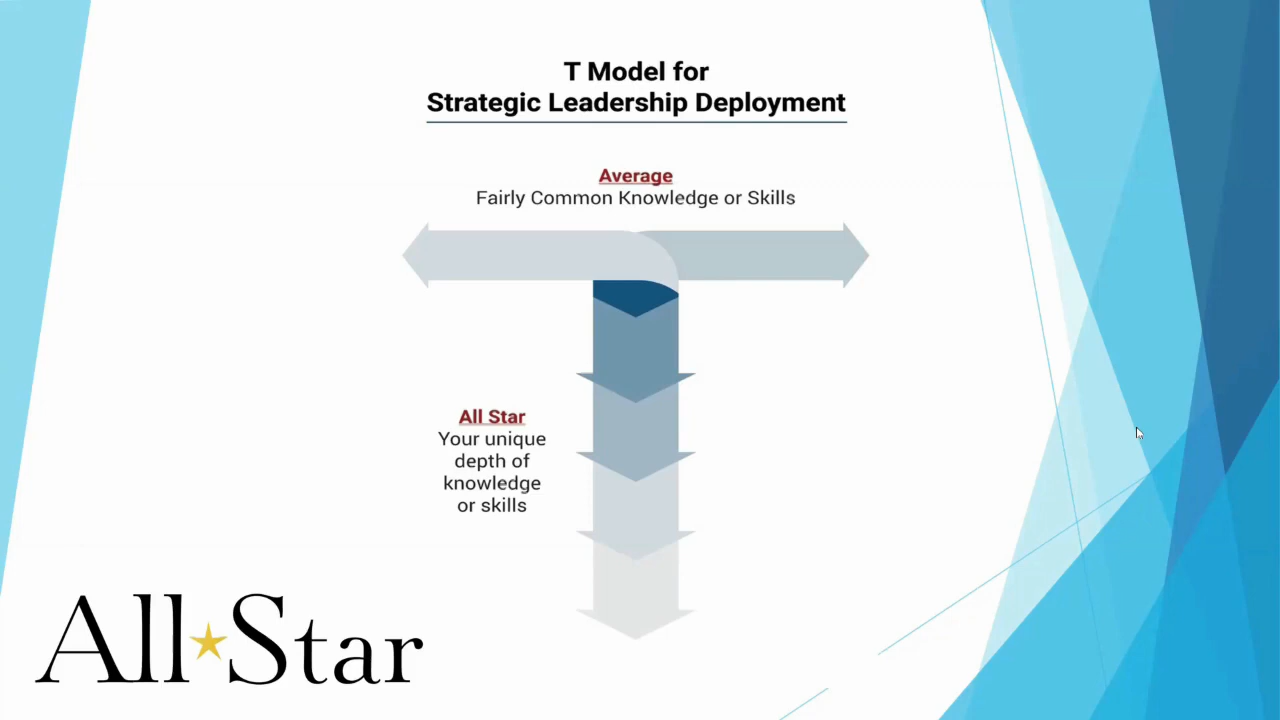 T Model for
Strategic Leadership Deployment
Average
Fairly Common Knowledge or Skills
All Star
Your unique
depth of
knowledge
or skills
All Star